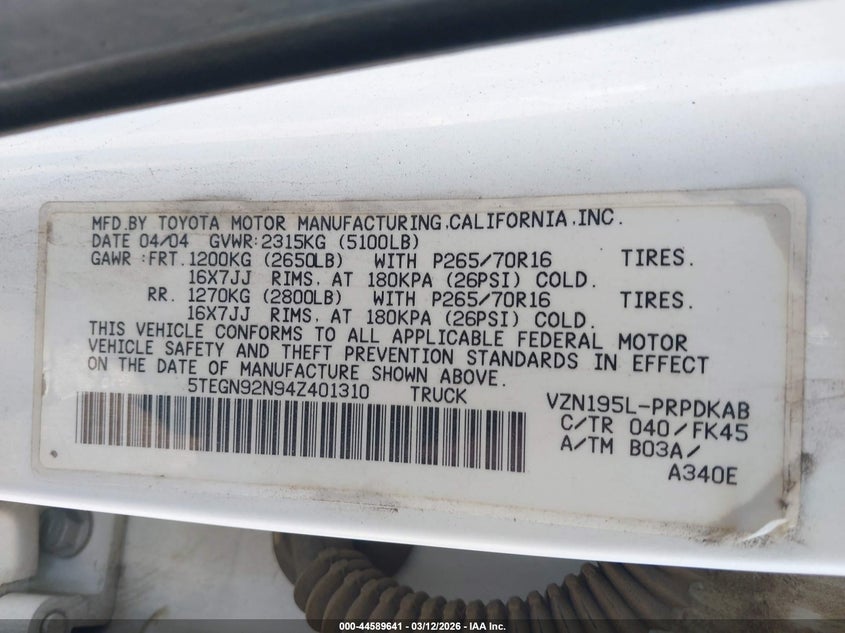 MFD.BY TOYOTA MOTOR MANUFACTURING,CALIFORNIA,INC.
DATE 04/04 GVWR:2315KG (5100LB)
GAWR :FRT.1200KG (2650LB) WITH P265/70R16 TIRES.
16X7JJ RIMS, AT 180KPA (26PSI) COLD.
RR. 1270KG (2800LB) WITH P265/70R16 TIRES.
16X7JJ RIMS, AT 180KPA (26PSI) COLD.
THIS VEHICLE CONFORMS TO ALL APPLICABLE FEDERAL MOTOR
VEHICLE SAFETY AND THEFT PREVENTION STANDARDS IN EFFECT
ON THE DATE OF MANUFACTURE SHOWN ABOVE.
5TEGN92N94Z401310 TRUCK
VZN195L-PRPDKAB
C/TR 040/FK45
A/TM B03A/
A340E
000-44589641 - 03/12/2026 - IAA Inc.